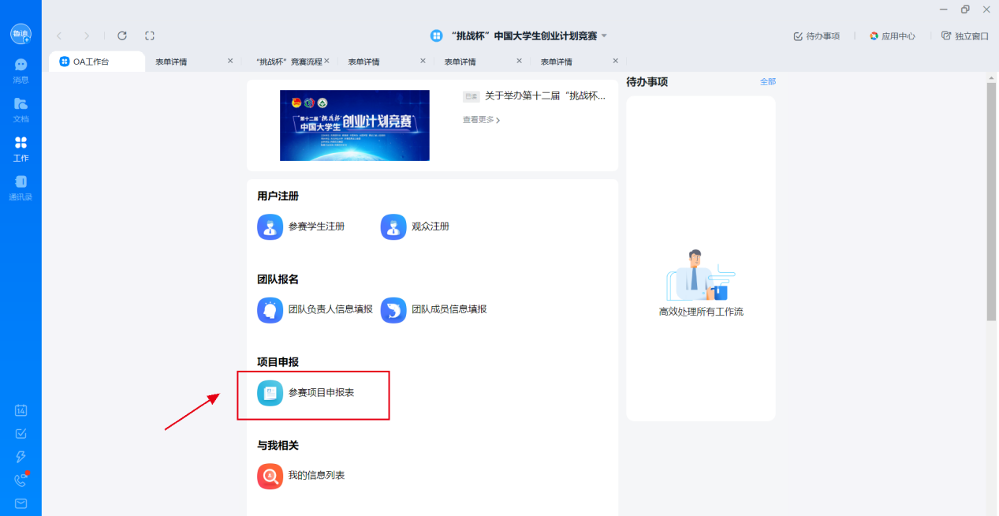 鲁迪
消息
文档
工作
通讯录
14
“挑战杯”中国大学生创业计划竞赛
待办事项
应用中心
独立窗口
OA工作台
表单详情
“挑战杯”竞赛流程
表单详情
表单详情
表单详情
第十二届“挑战杯”
中国大学生
创业计划竞赛
已读
关于举办第十二届“挑战杯...
查看更多
用户注册
参赛学生注册
观众注册
团队报名
团队负责人信息填报
团队成员信息填报
项目申报
参赛项目申报表
与我相关
我的信息列表
待办事项
全部
高效处理所有工作流